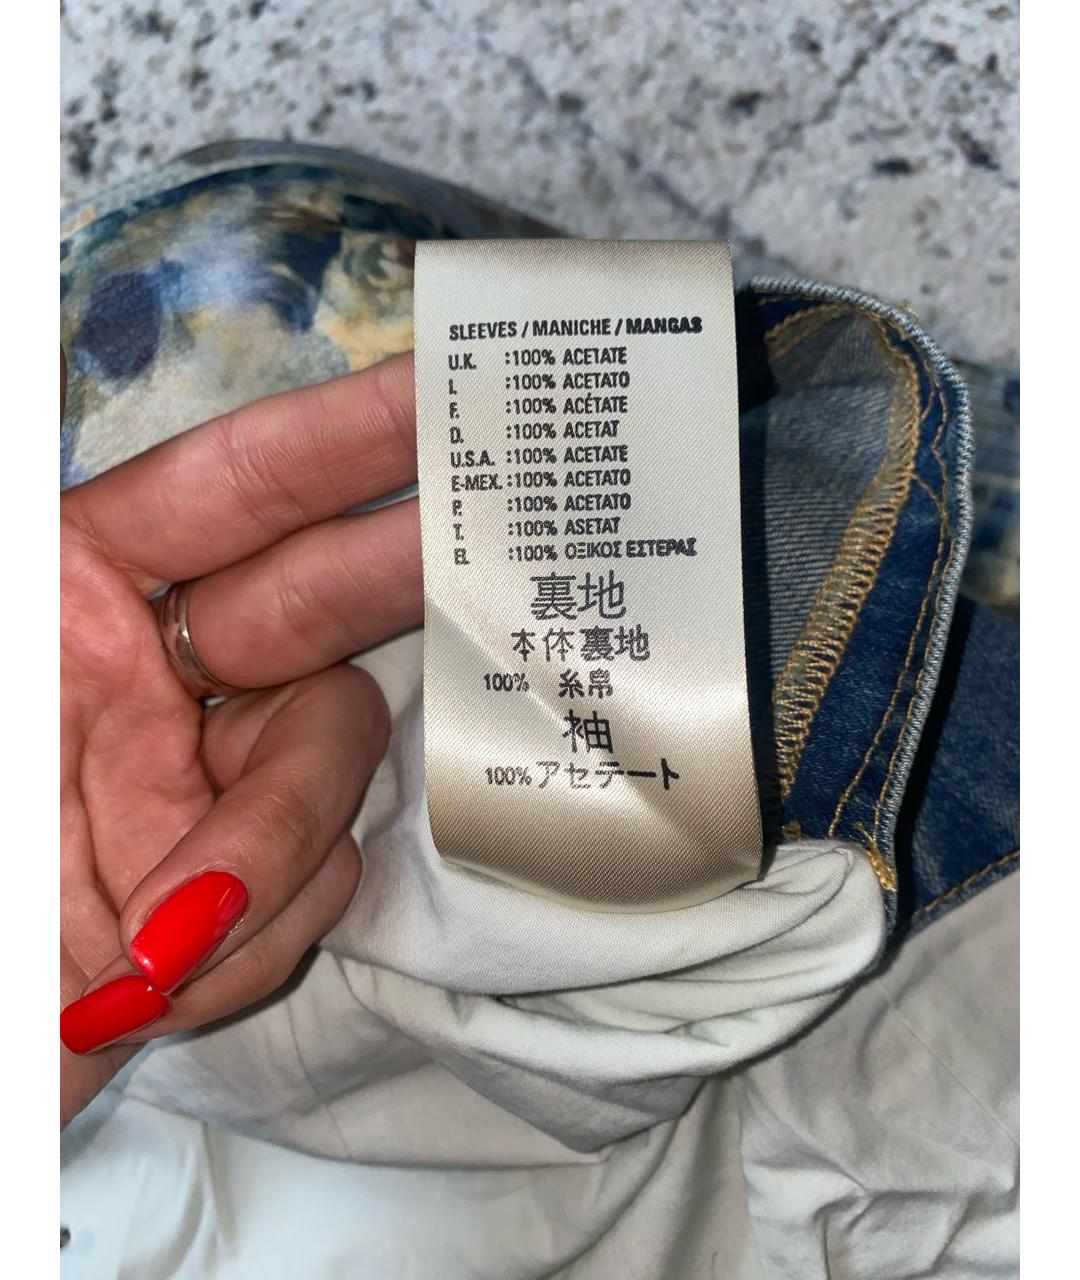 SLEEVES / MANICHE / MANGAS
U.K. :100% ACETATE
I. :100% ACETATO
F. :100% ACÉTATE
D. :100% ACETAT
U.S.A. :100% ACETATE
E-MEX. :100% ACETATO
P. :100% ACETATO
T. :100% ASETAT
EL :100% ΟΞΙΚΟΣ ΕΣΤΕΡΑΣ
裏地
本体裏地
100% 糸帛
袖
100% アセテート